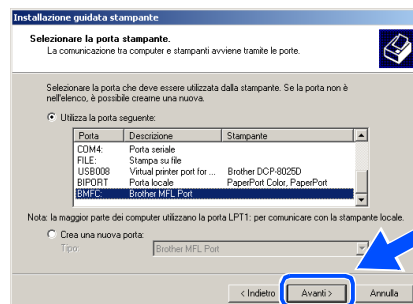 Installazione guidata stampante
Selezionare la porta stampante.
La comunicazione tra computer e stampanti avviene tramite le porte.
Selezionare la porta che deve essere utilizzata dalla stampante. Se la porta non è
nell'elenco, è possibile crearne una nuova.
Utilizza la porta seguente:
Porta Descrizione Stampante
COM4: Porta seriale
FILE: Stampa su file
USB008 Virtual printer port for ... Brother DCP-8025D
BIPORT Porta locale PaperPort Color, PaperPort
BMFC: Brother MFL Port
Nota: la maggior parte dei computer utilizzano la porta LPT1: per comunicare con la stampante locale.
Crea una nuova porta:
Tipo: Brother MFL Port
< Indietro Avanti > Annulla